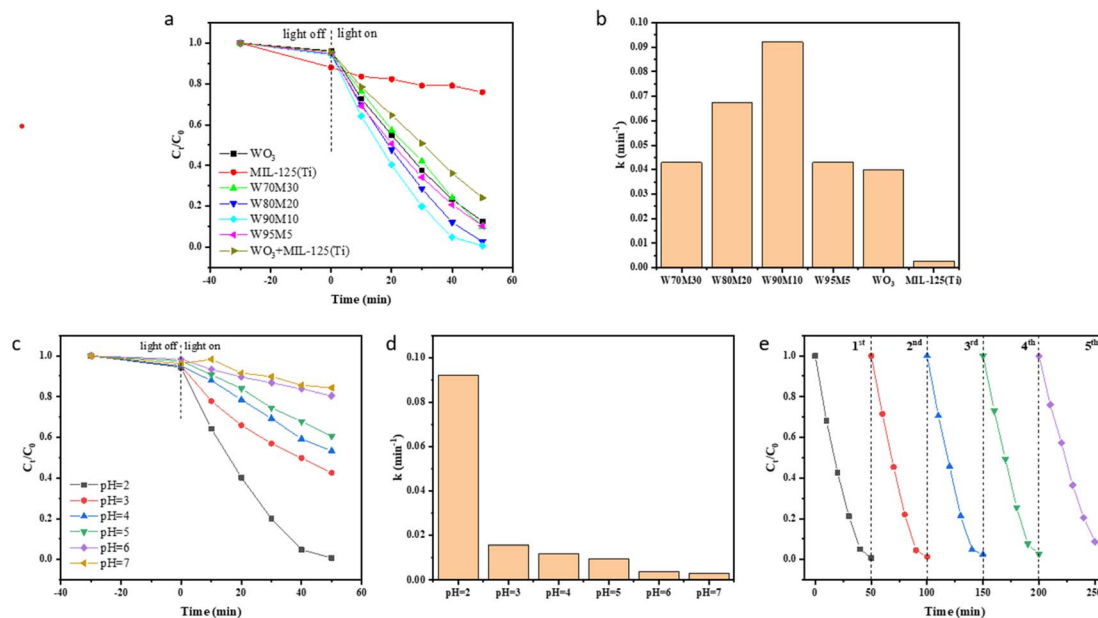 a
light off
light on
1.0
0.8
0.6
0.4
0.2
0.0
Cₜ/C₀
WO₃
MIL-125(Ti)
W70M30
W80M20
W90M10
W95M5
WO₃+MIL-125(Ti)
-40 -20 0 20 40 60
Time (min)
b
0.10
0.09
0.08
0.07
0.06
0.05
0.04
0.03
0.02
0.01
0.00
k (min⁻¹)
W70M30 W80M20 W90M10 W95M5 WO₃ MIL-125(Ti)
c
light off
light on
1.0
0.8
0.6
0.4
0.2
0.0
Cₜ/C₀
pH=2
pH=3
pH=4
pH=5
pH=6
pH=7
-40 -20 0 20 40 60
Time (min)
d
0.10
0.08
0.06
0.04
0.02
0.00
k (min⁻¹)
pH=2 pH=3 pH=4 pH=5 pH=6 pH=7
e
1ˢᵗ 2ⁿᵈ 3ʳᵈ 4ᵗʰ 5ᵗʰ
1.0
0.8
0.6
0.4
0.2
0.0
Cₜ/C₀
0 50 100 150 200 250
Time (min)